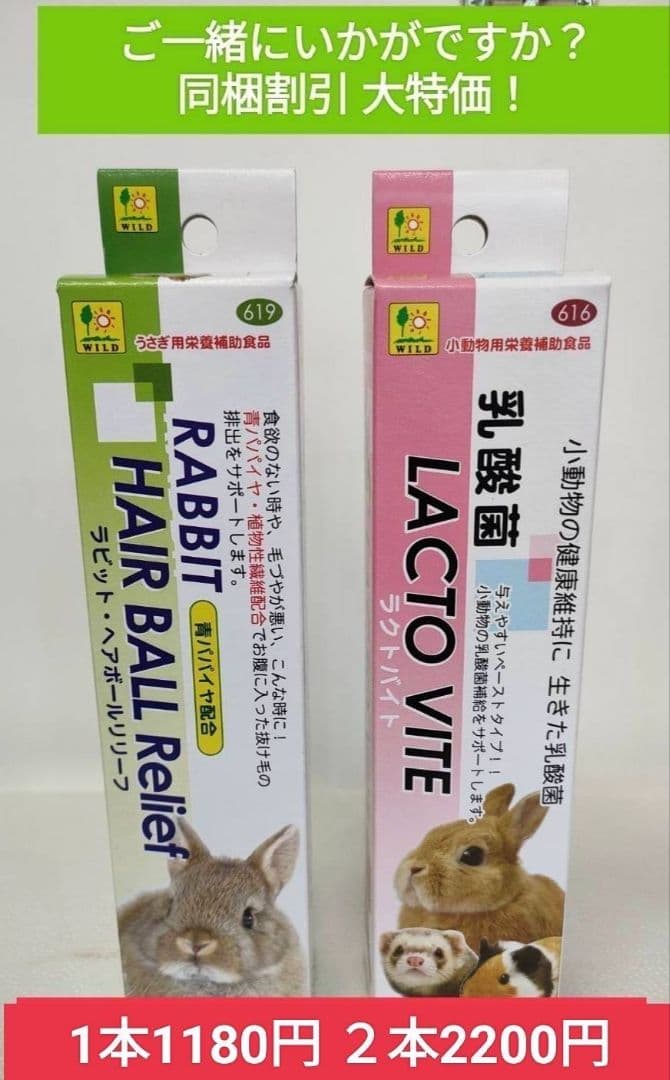 ご一緒にいかがですか？
同梱割引 大特価！
WILD
WILD
619
うさぎ用栄養補助食品
食欲のない時や、毛づやが悪い、こんな時に！
青パパイヤ・植物性繊維配合でお腹に入った抜け毛の
排出をサポートします。
RABBIT
青パパイヤ配合
HAIR BALL Relief
ラビット・ヘアボールリリーフ
WILD
WILD
616
小動物用栄養補助食品
小動物の健康維持に 生きた乳酸菌
乳酸菌
与えやすいペーストタイプ！！
小動物の乳酸菌補給をサポートします。
LACTO VITE
ラクトバイト
1本1180円 ２本2200円